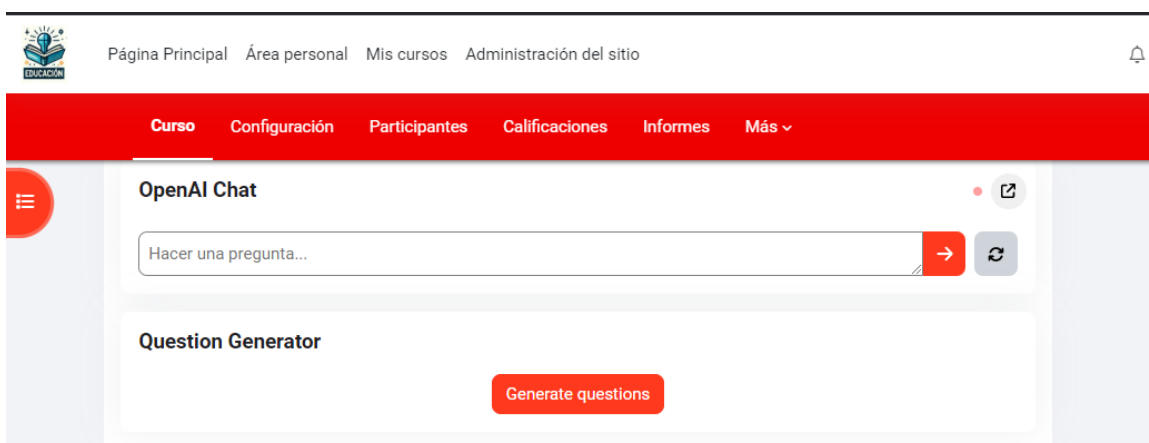 EDUCACIÓN
Página Principal Área personal Mis cursos Administración del sitio
Curso Configuración Participantes Calificaciones Informes Más
OpenAI Chat
Hacer una pregunta...
Question Generator
Generate questions